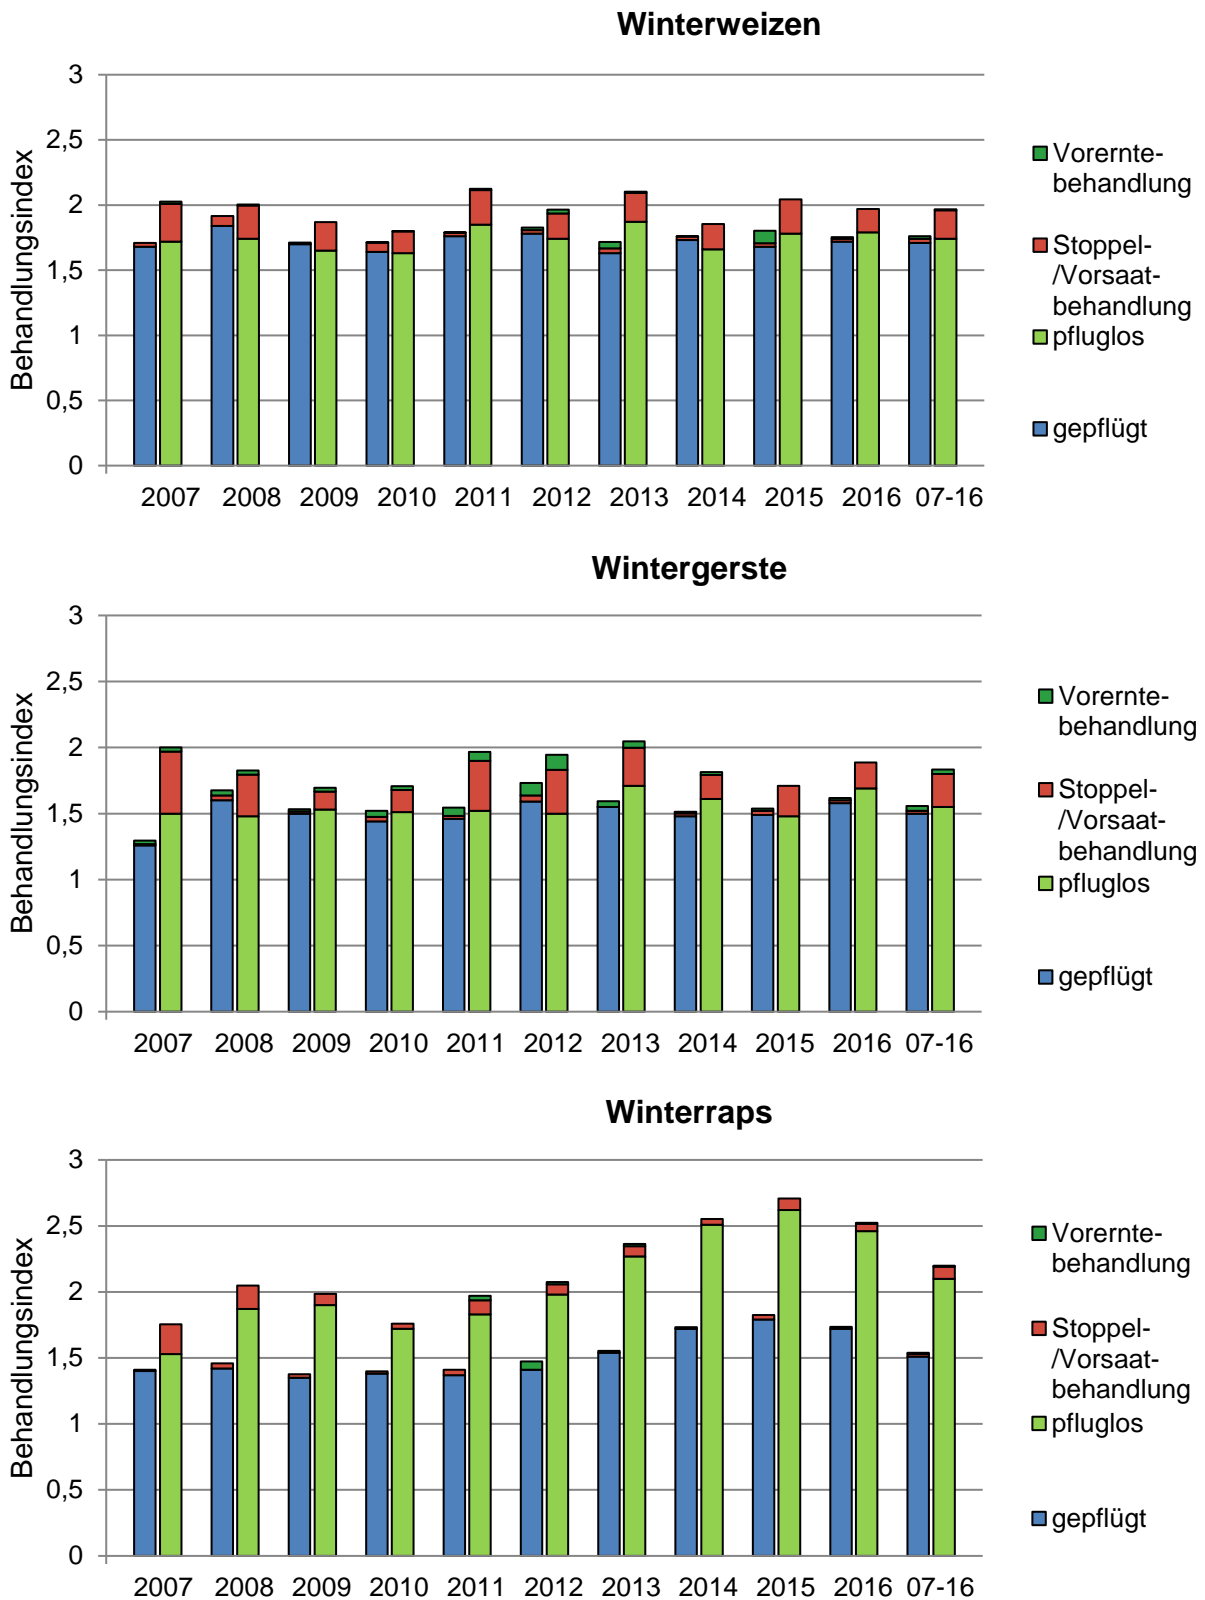 Winterweizen
Behandlungsindex
3
2,5
2
1,5
1
0,5
0
2007 2008 2009 2010 2011 2012 2013 2014 2015 2016 07-16
Vorernte-
behandlung
Stoppel-
/Vorsaat-
behandlung
pfluglos
gepflügt
Wintergerste
Behandlungsindex
3
2,5
2
1,5
1
0,5
0
2007 2008 2009 2010 2011 2012 2013 2014 2015 2016 07-16
Vorernte-
behandlung
Stoppel-
/Vorsaat-
behandlung
pfluglos
gepflügt
Winterraps
Behandlungsindex
3
2,5
2
1,5
1
0,5
0
2007 2008 2009 2010 2011 2012 2013 2014 2015 2016 07-16
Vorernte-
behandlung
Stoppel-
/Vorsaat-
behandlung
pfluglos
gepflügt